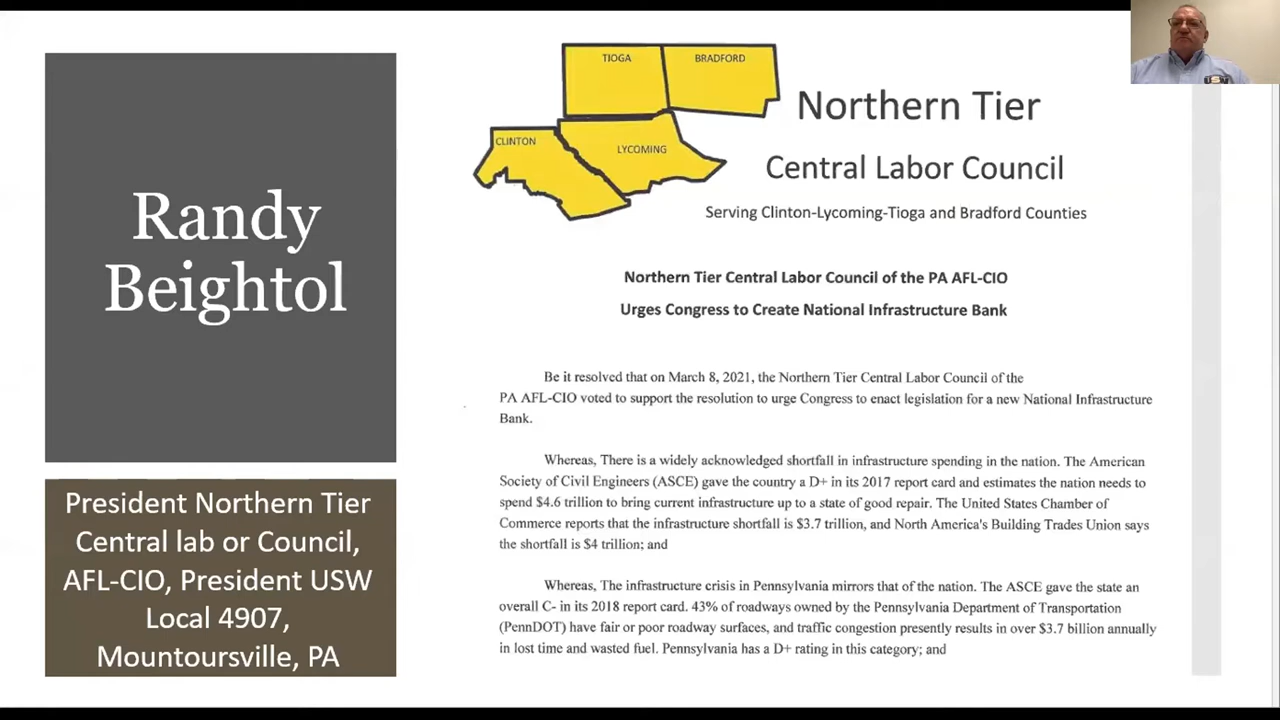 Randy
Beightol
President Northern Tier
Central lab or Council,
AFL-CIO, President USW
Local 4907,
Mountoursville, PA
TIOGA
BRADFORD
CLINTON
LYCOMING
Northern Tier
Central Labor Council
Serving Clinton-Lycoming-Tioga and Bradford Counties
Northern Tier Central Labor Council of the PA AFL-CIO
Urges Congress to Create National Infrastructure Bank
Be it resolved that on March 8, 2021, the Northern Tier Central Labor Council of the
PA AFL-CIO voted to support the resolution to urge Congress to enact legislation for a new National Infrastructure
Bank.
Whereas, There is a widely acknowledged shortfall in infrastructure spending in the nation. The American
Society of Civil Engineers (ASCE) gave the country a D+ in its 2017 report card and estimates the nation needs to
spend $4.6 trillion to bring current infrastructure up to a state of good repair. The United States Chamber of
Commerce reports that the infrastructure shortfall is $3.7 trillion, and North America's Building Trades Union says
the shortfall is $4 trillion; and
Whereas, The infrastructure crisis in Pennsylvania mirrors that of the nation. The ASCE gave the state an
overall C- in its 2018 report card. 43% of roadways owned by the Pennsylvania Department of Transportation
(PennDOT) have fair or poor roadway surfaces, and traffic congestion presently results in over $3.7 billion annually
in lost time and wasted fuel. Pennsylvania has a D+ rating in this category; and